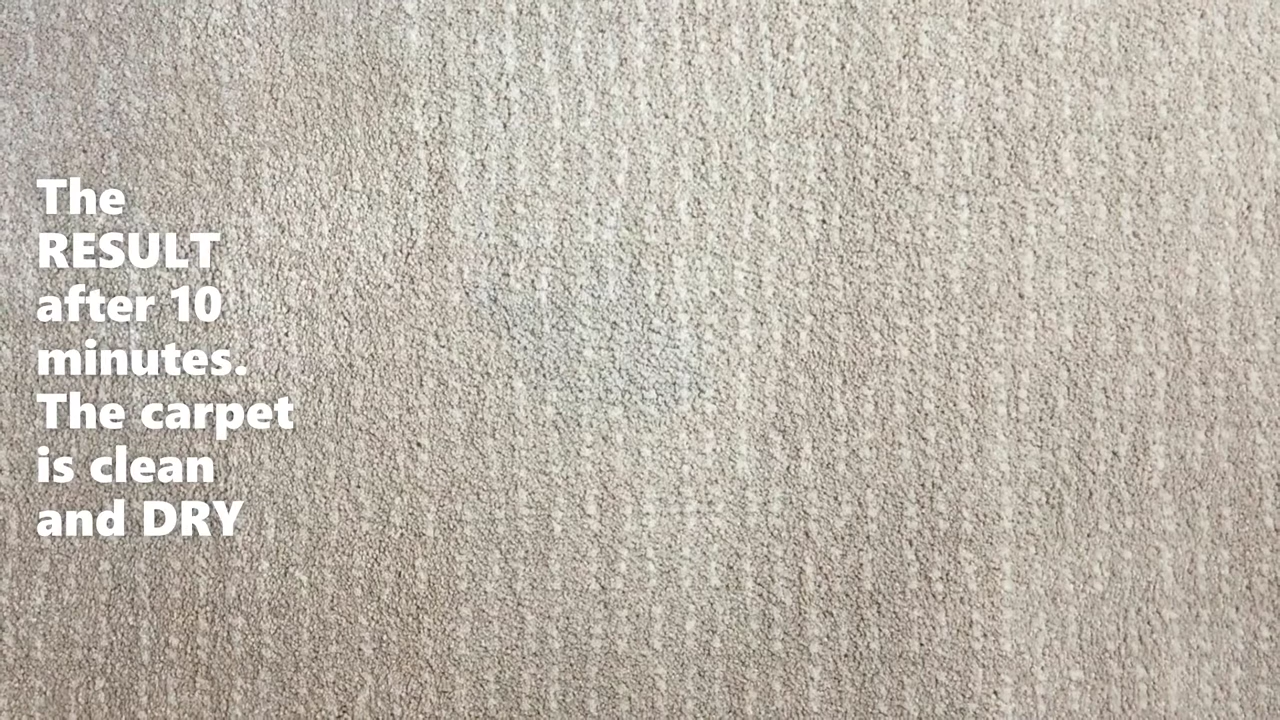 The
RESULT
after 10
minutes.
The carpet
is clean
and DRY